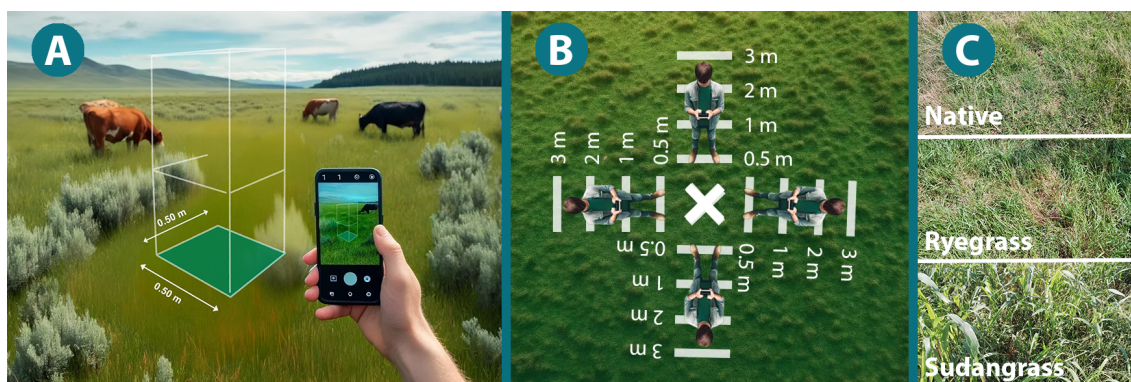 A
0.50 m
0.50 m
B
3 m
2 m
1 m
0.5 m
3 m
2 m
1 m
0.5 m
0.5 m
1 m
2 m
3 m
0.5 m
1 m
2 m
3 m
C
Native
Ryegrass
Sudangrass